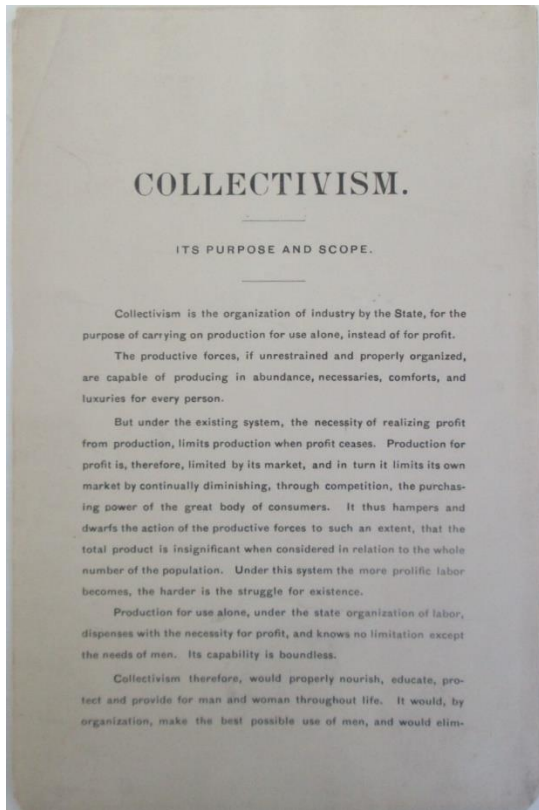 COLLECTIVISM.
ITS PURPOSE AND SCOPE.
Collectivism is the organization of industry by the State, for the
purpose of carrying on production for use alone, instead of for profit.
The productive forces, if unrestrained and properly organized,
are capable of producing in abundance, necessaries, comforts, and
luxuries for every person.
But under the existing system, the necessity of realizing profit
from production, limits production when profit ceases. Production for
profit is, therefore, limited by its market, and in turn it limits its own
market by continually diminishing, through competition, the purchas-
ing power of the great body of consumers. It thus hampers and
dwarfs the action of the productive forces to such an extent, that the
total product is insignificant when considered in relation to the whole
number of the population. Under this system the more prolific labor
becomes, the harder is the struggle for existence.
Production for use alone, under the state organization of labor,
dispenses with the necessity for profit, and knows no limitation except
the needs of men. Its capability is boundless.
Collectivism therefore, would properly nourish, educate, pro-
tect and provide for man and woman throughout life. It would, by
organization, make the best possible use of men, and would elim-